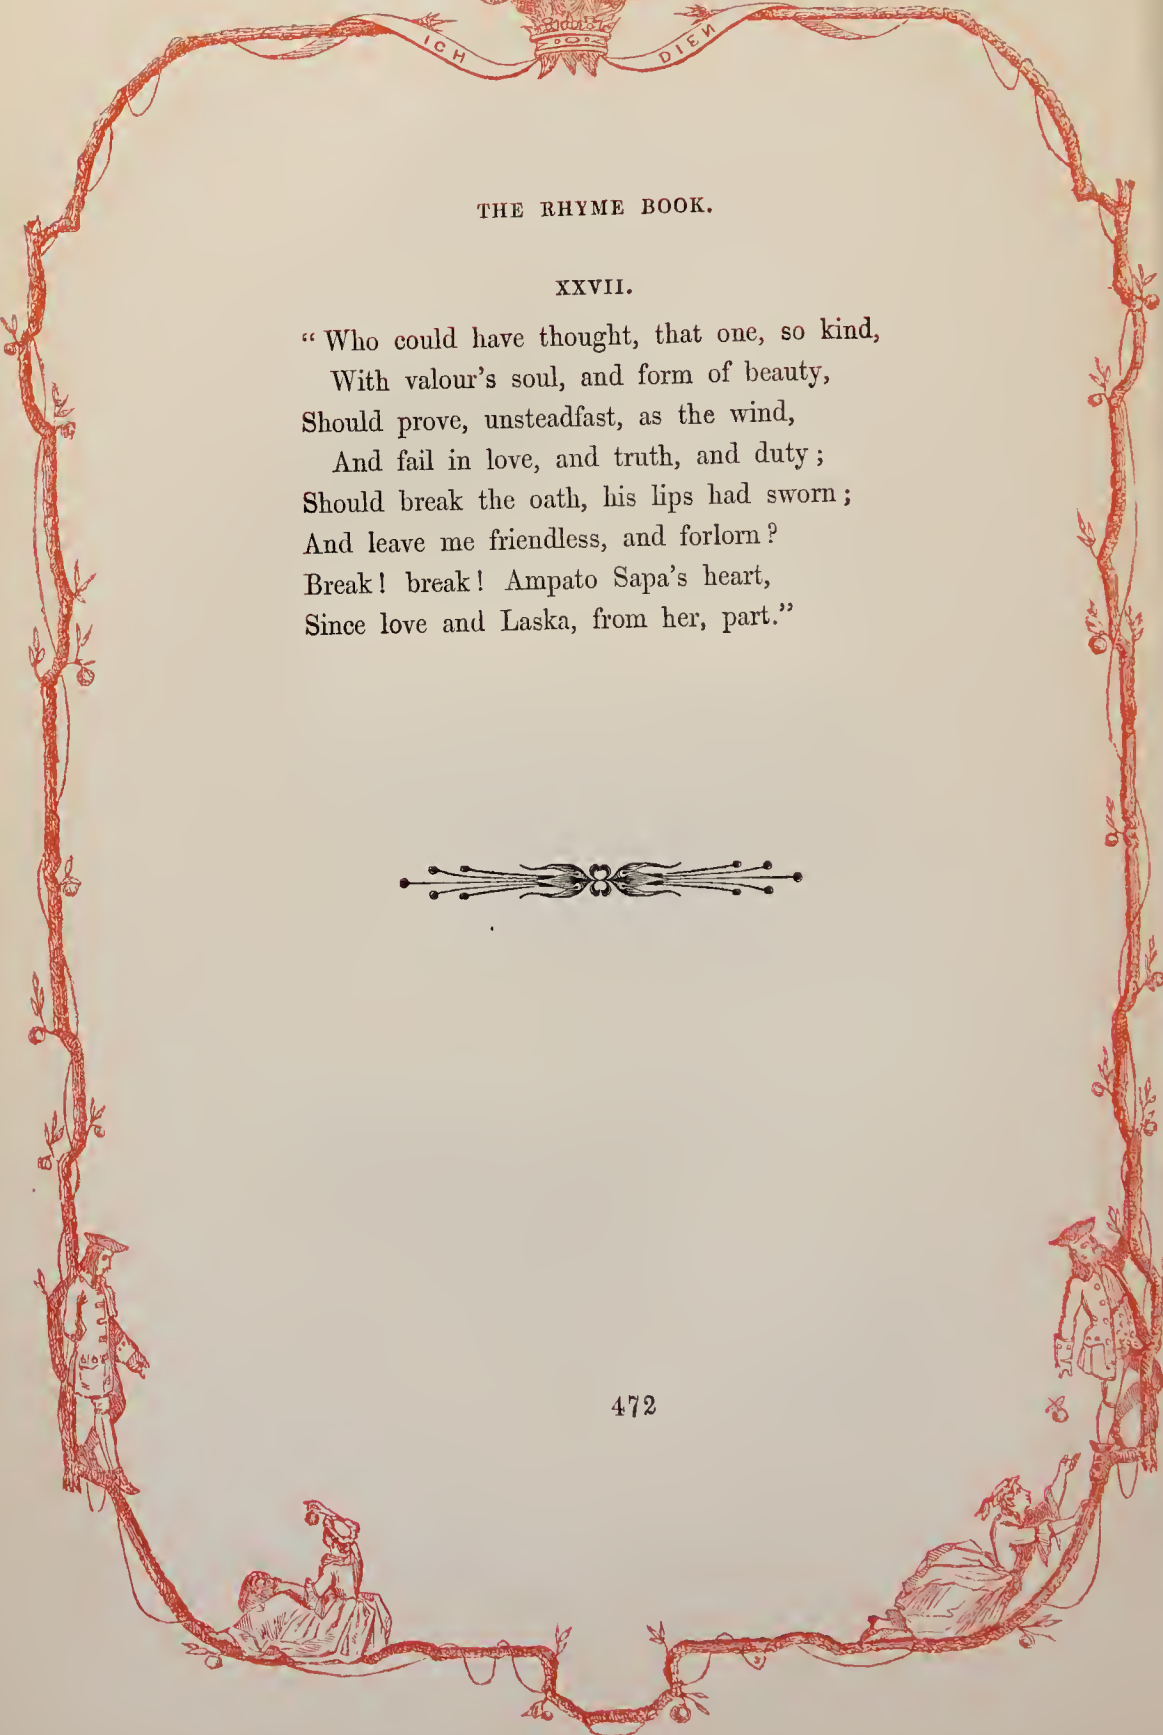 ICH DIEN
THE RHYME BOOK.
XXVII.
“ Who could have thought, that one, so kind,
With valour’s soul, and form of beauty,
Should prove, unsteadfast, as the wind,
And fail in love, and truth, and duty ;
Should break the oath, his lips had sworn ;
And leave me friendless, and forlorn ?
Break ! break ! Ampato Sapa’s heart,
Since love and Laska, from her, part.”
472